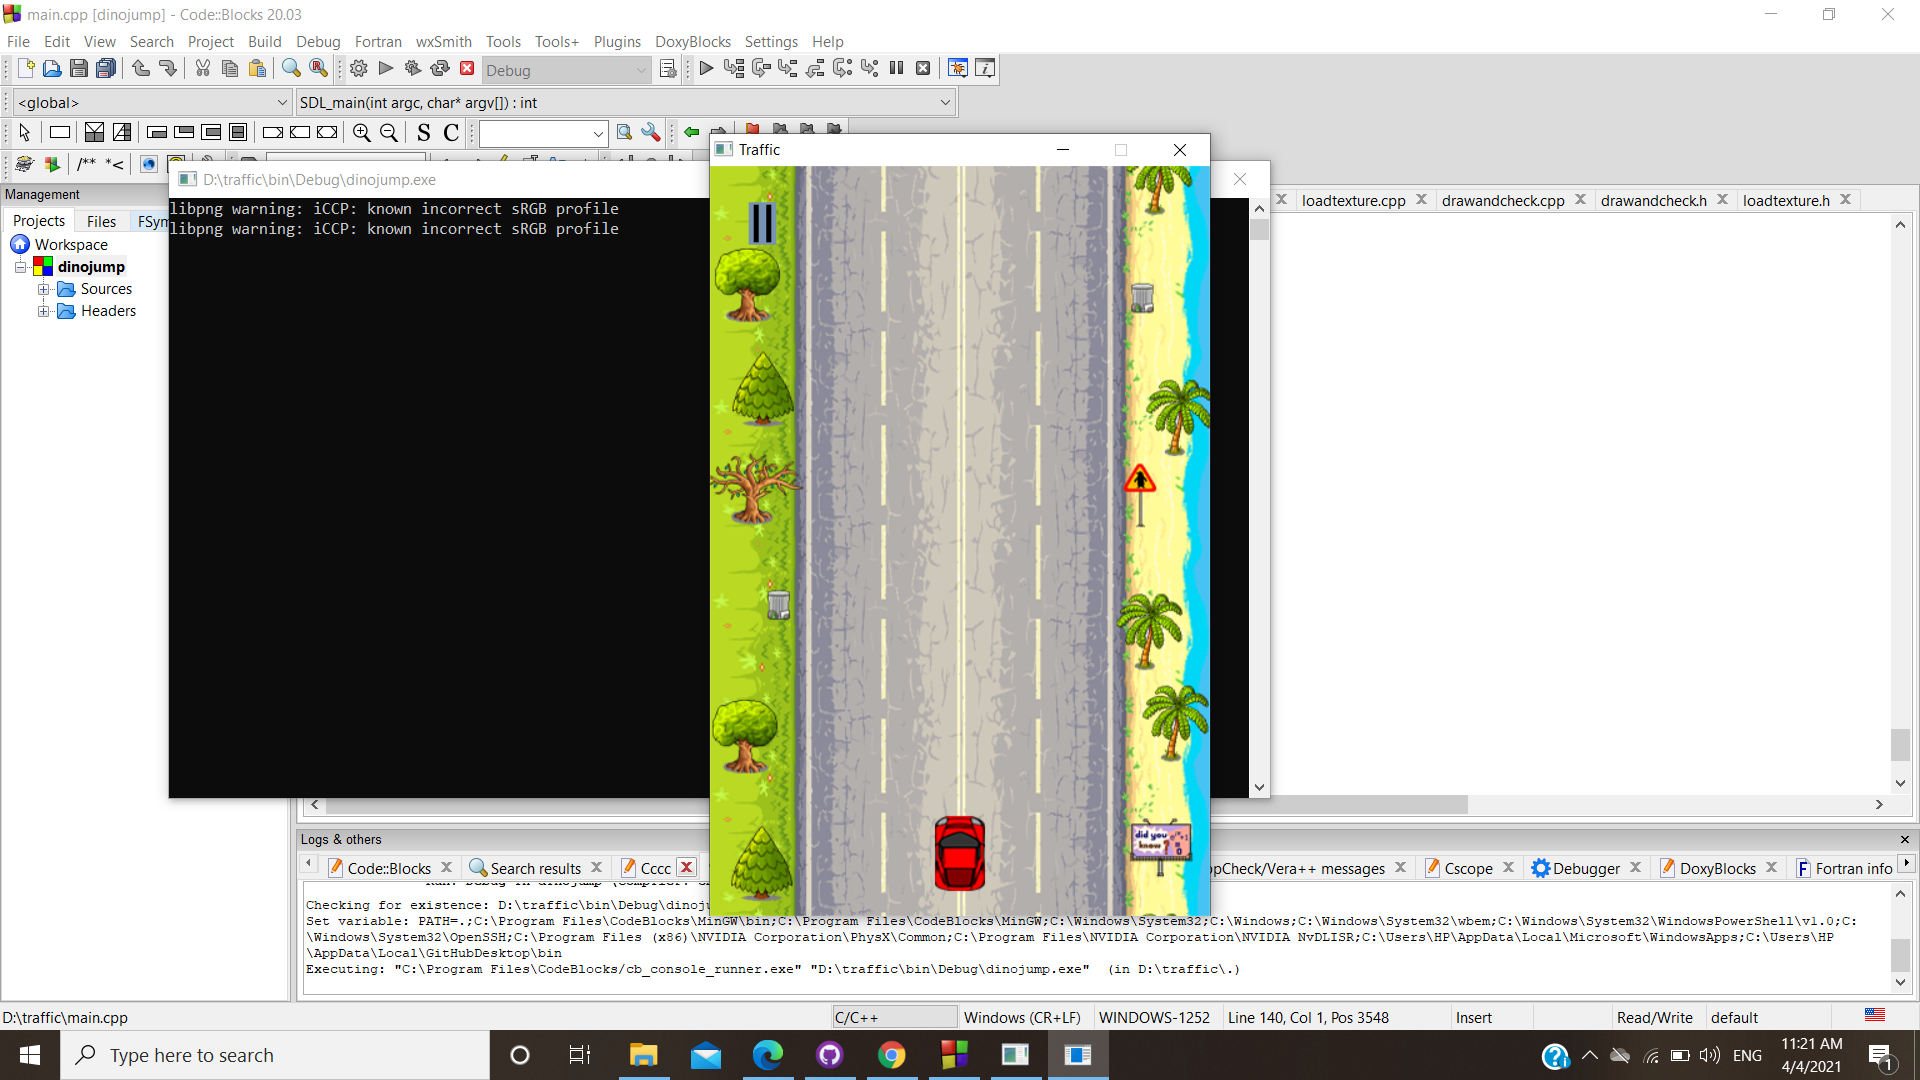 main.cpp [dinojump] - Code::Blocks 20.03
File Edit View Search Project Build Debug Fortran wxSmith Tools Tools+ Plugins DoxyBlocks Settings Help
Debug
<global> SDL_main(int argc, char* argv[]) : int
S C
/** *<
Traffic
Management
D:\traffic\bin\Debug\dinojump.exe
loadtexture.cpp drawandcheck.cpp drawandcheck.h loadtexture.h
Projects Files FSym
libpng warning: iCCP: known incorrect sRGB profile
libpng warning: iCCP: known incorrect sRGB profile
Workspace
dinojump
Sources
Headers
did you know
Logs & others
Code::Blocks Search results Cccc ppCheck/Vera++ messages Cscope Debugger DoxyBlocks Fortran info
Checking for existence: D:\traffic\bin\Debug\dinoju
Set variable: PATH=.;C:\Program Files\CodeBlocks\MinGW\bin;C:\Program Files\CodeBlocks\MinGW;C:\Windows\System32;C:\Windows;C:\Windows\System32\wbem;C:\Windows\System32\WindowsPowerShell\v1.0;C:
\Windows\System32\OpenSSH;C:\Program Files (x86)\NVIDIA Corporation\PhysX\Common;C:\Program Files\NVIDIA Corporation\NVIDIA NvDLISR;C:\Users\HP\AppData\Local\Microsoft\WindowsApps;C:\Users\HP
\AppData\Local\GitHubDesktop\bin
Executing: "C:\Program Files\CodeBlocks/cb_console_runner.exe" "D:\traffic\bin\Debug\dinojump.exe" (in D:\traffic\.)
D:\traffic\main.cpp C/C++ Windows (CR+LF) WINDOWS-1252 Line 140, Col 1, Pos 3548 Insert Read/Write default
Type here to search
ENG
11:21 AM
4/4/2021
1